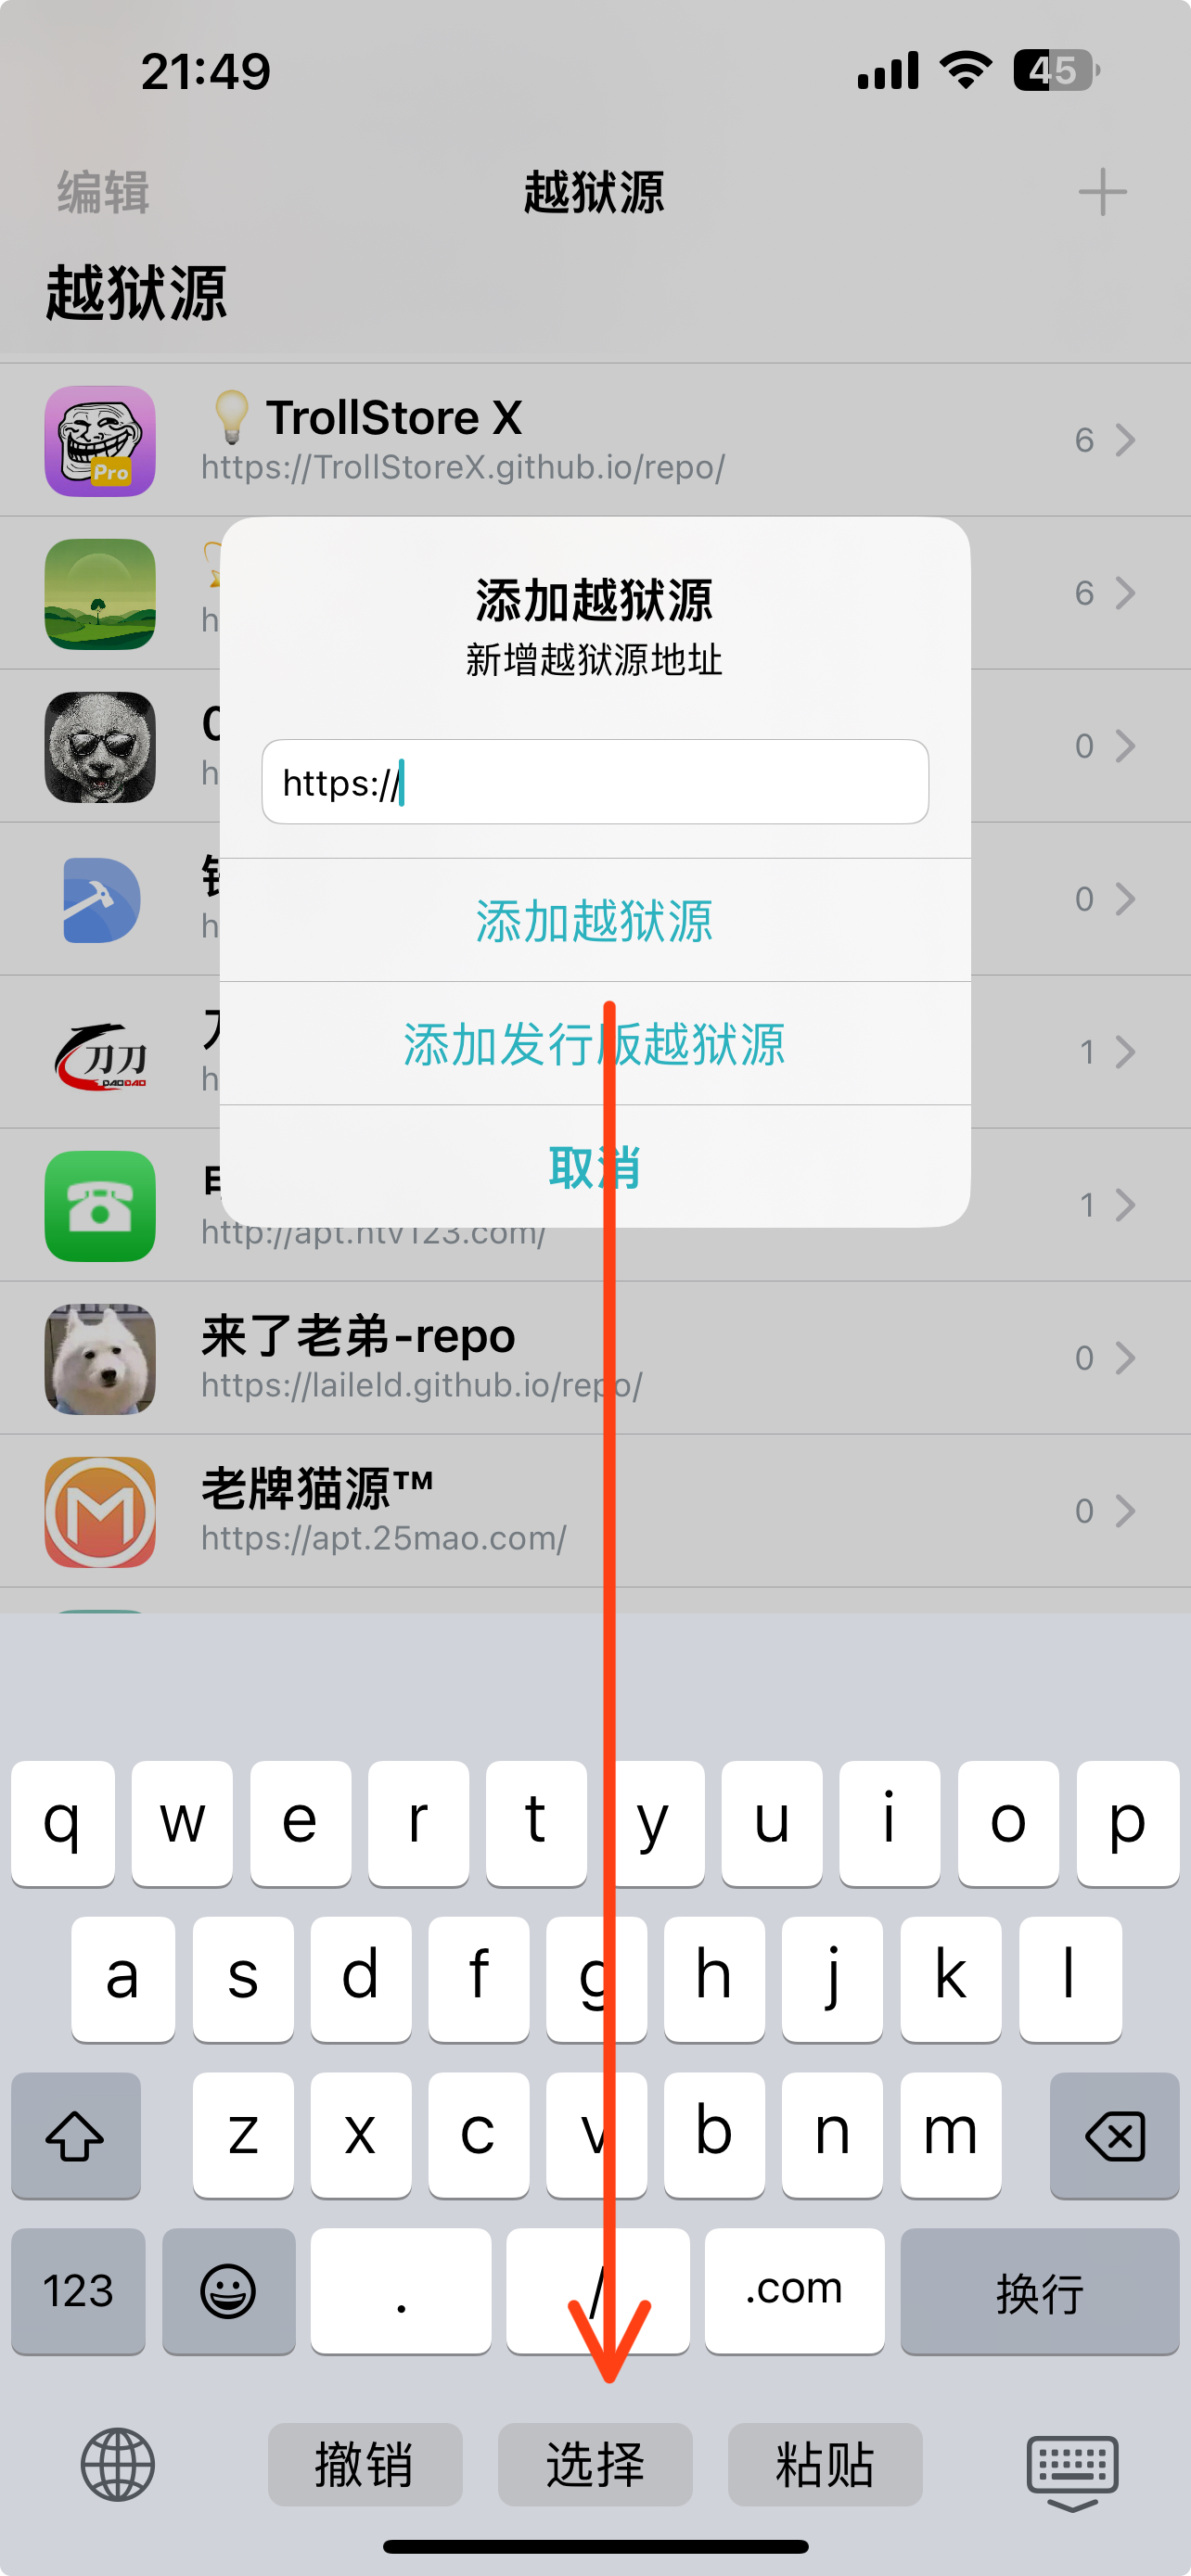 21:49
45
编辑
越狱源
越狱源
TrollStore X
https://TrollStoreX.github.io/repo/
6
Pro
6
h
0
h
0
h
刀刀
DAODAO
1
h
1
http://apt.htv123.com/
添加越狱源
新增越狱源地址
https://
添加越狱源
添加发行版越狱源
取消
来了老弟-repo
https://laileld.github.io/repo/
0
老牌猫源™
https://apt.25mao.com/
0
M
q w e r t y u i o p
a s d f g h j k l
z x c v b n m
123 . / .com 换行
撤销 选择 粘贴